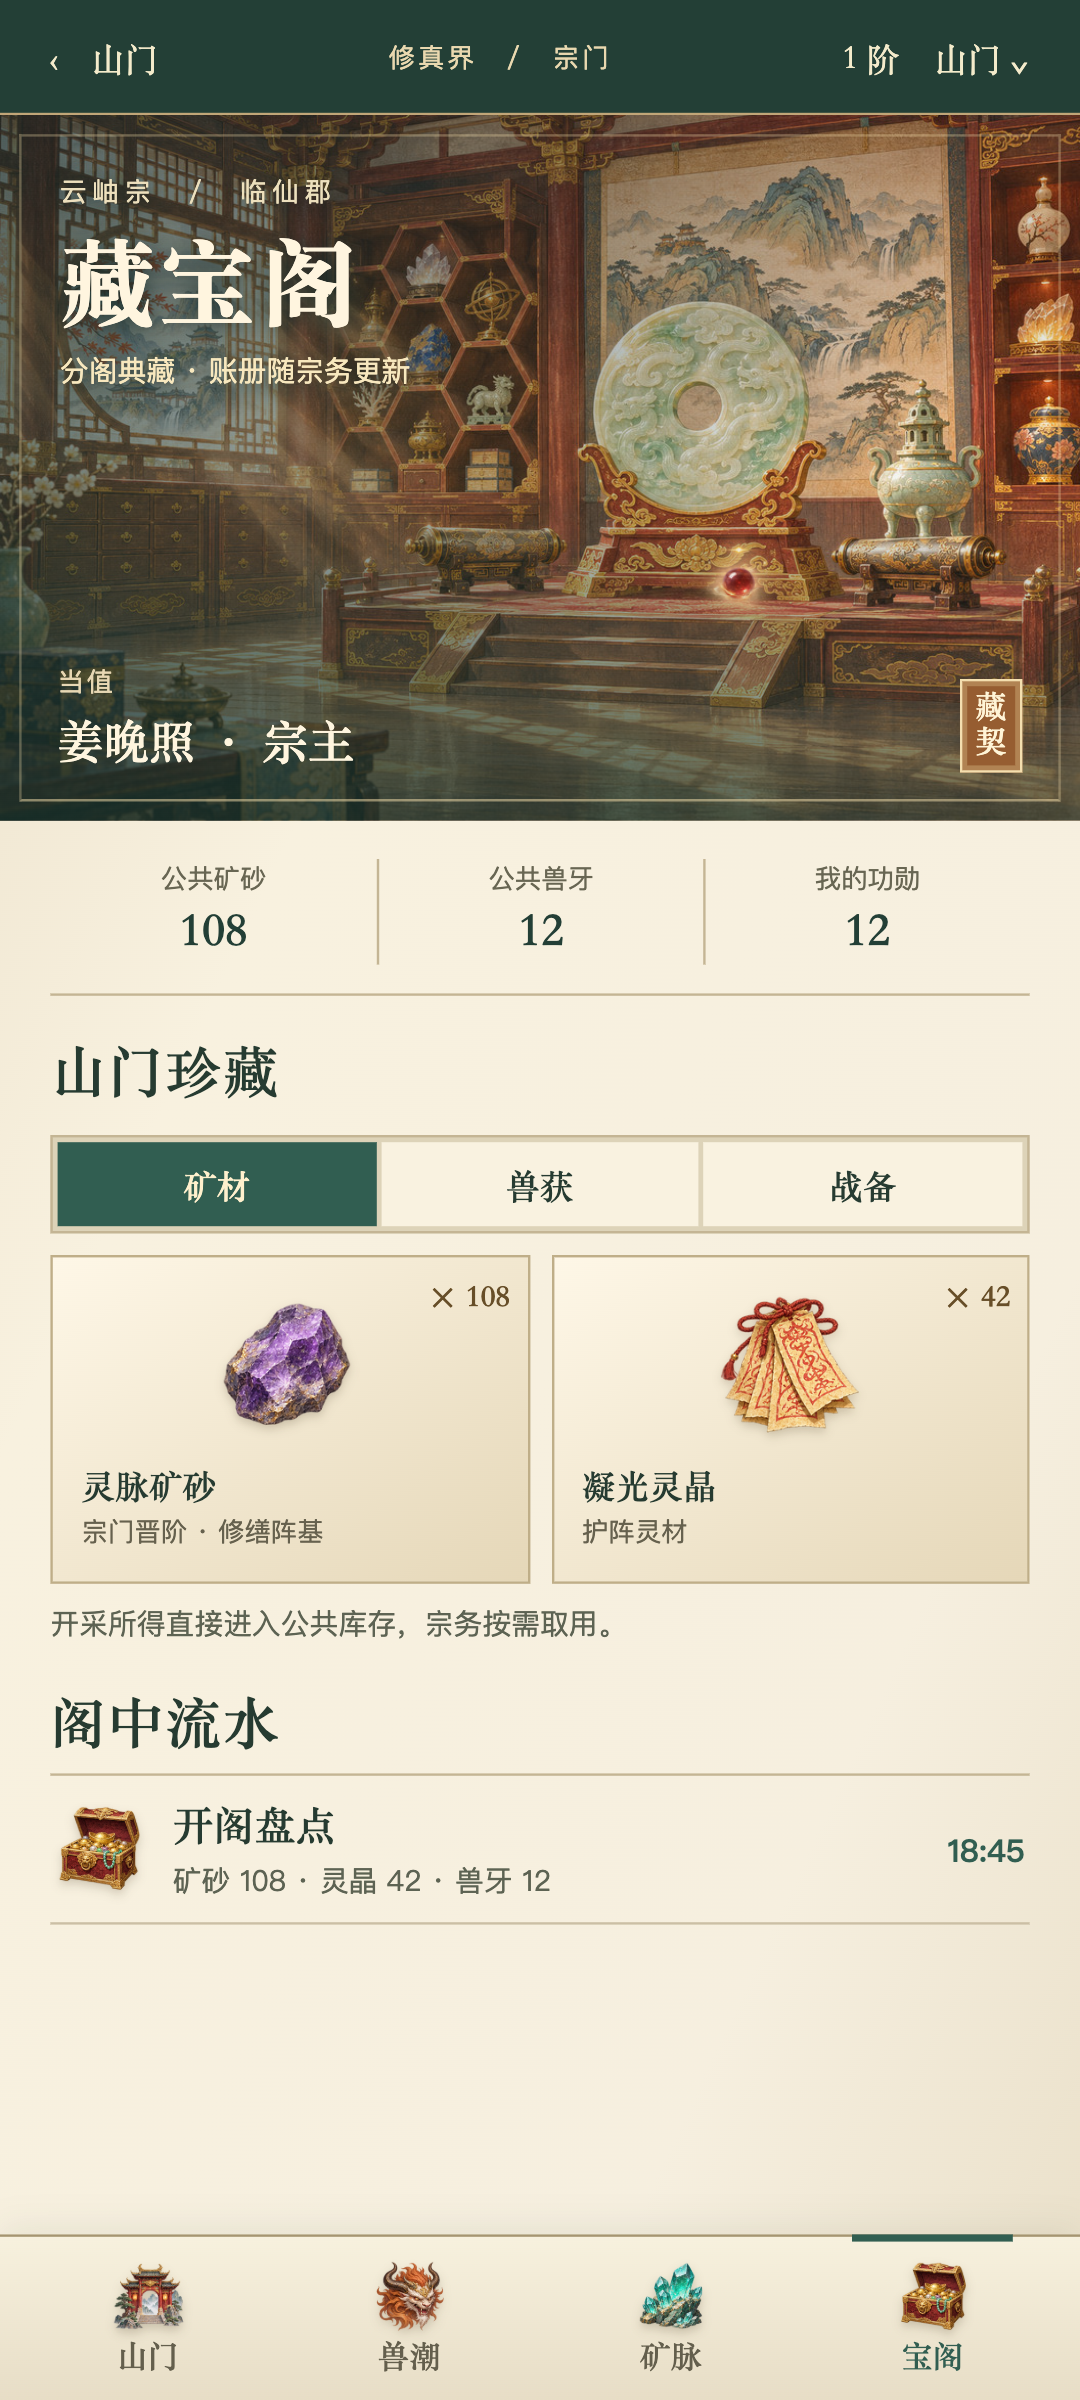 ‹ 山门 修真界 / 宗门 1 阶 山门
云岫宗 / 临仙郡
藏宝阁
分阁典藏 · 账册随宗务更新
当值
姜晚照 · 宗主
藏
契
公共矿砂 公共兽牙 我的功勋
108 12 12
山门珍藏
矿材 兽获 战备
× 108 × 42
灵脉矿砂 凝光灵晶
宗门晋阶 · 修缮阵基 护阵灵材
开采所得直接进入公共库存，宗务按需取用。
阁中流水
开阁盘点
18:45
矿砂 108 · 灵晶 42 · 兽牙 12
山门 兽潮 矿脉 宝阁